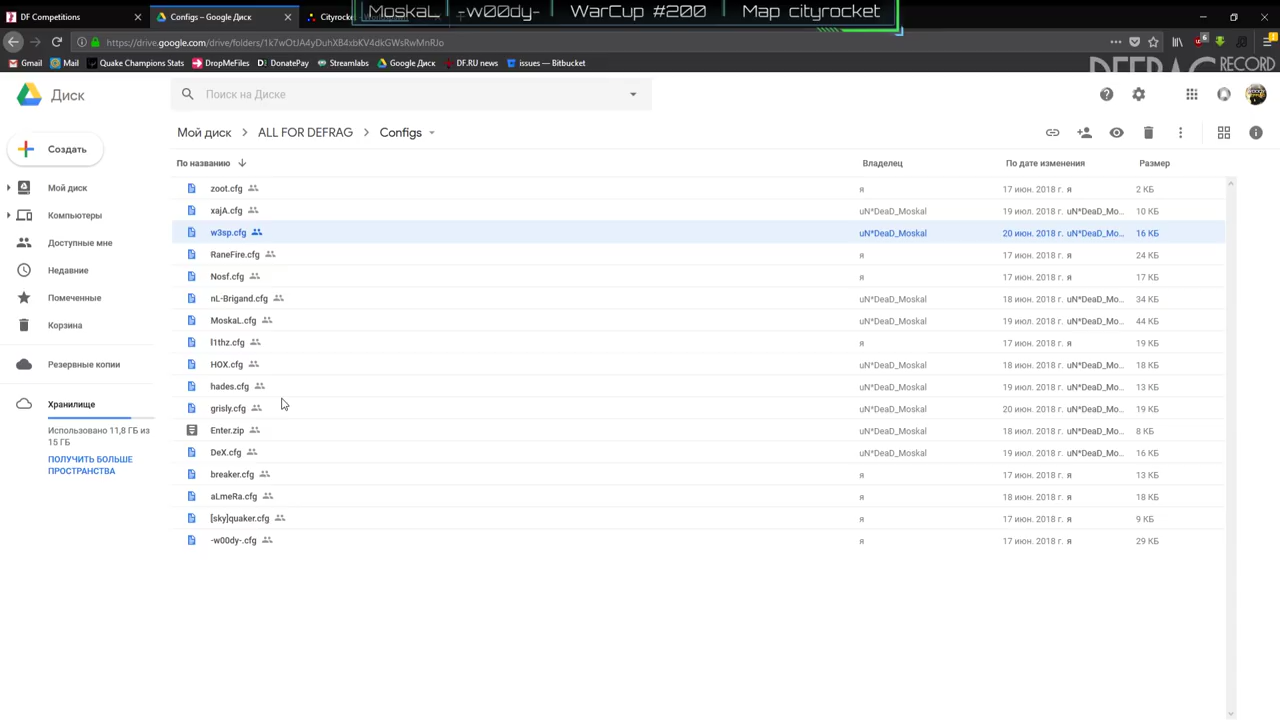 MoskaL -w00dy- WarCup #200 Map cityrocket
DF Competitions Configs – Google Диск Cityrocke
https://drive.google.com/drive/folders/1k7wOtJA4yDuhXB4xbKV4dkGWsRwMnRJo
6
Gmail Mail Quake Champions Stats DropMeFiles DonatePay Streamlabs Google Диск DF.RU news issues — Bitbucket
DEFRAG RECORD
Диск
Поиск на Диске
Мой диск ALL FOR DEFRAG Configs
Создать
По названию Владелец По дате изменения Размер
Мой диск
Компьютеры
Доступные мне
Недавние
Помеченные
Корзина
Резервные копии
Хранилище
Использовано 11,8 ГБ из
15 ГБ
ПОЛУЧИТЬ БОЛЬШЕ
ПРОСТРАНСТВА
zoot.cfg я 17 июн. 2018 г. я 2 КБ
xajA.cfg uN*DeaD_Moskal 19 июл. 2018 г. uN*DeaD_Mo... 10 КБ
w3sp.cfg uN*DeaD_Moskal 20 июн. 2018 г. uN*DeaD_Mo... 16 КБ
RaneFire.cfg я 17 июн. 2018 г. я 24 КБ
Nosf.cfg я 17 июн. 2018 г. я 17 КБ
nL-Brigand.cfg uN*DeaD_Moskal 18 июн. 2018 г. uN*DeaD_Mo... 34 КБ
MoskaL.cfg uN*DeaD_Moskal 19 июл. 2018 г. uN*DeaD_Mo... 44 КБ
l1thz.cfg я 17 июн. 2018 г. я 19 КБ
HOX.cfg uN*DeaD_Moskal 18 июн. 2018 г. uN*DeaD_Mo... 18 КБ
hades.cfg uN*DeaD_Moskal 19 июн. 2018 г. uN*DeaD_Mo... 13 КБ
grisly.cfg uN*DeaD_Moskal 20 июн. 2018 г. uN*DeaD_Mo... 19 КБ
Enter.zip uN*DeaD_Moskal 18 июл. 2018 г. uN*DeaD_Mo... 8 КБ
DeX.cfg uN*DeaD_Moskal 19 июл. 2018 г. uN*DeaD_Mo... 16 КБ
breaker.cfg я 17 июн. 2018 г. я 13 КБ
aLmeRa.cfg я 18 июн. 2018 г. я 18 КБ
[sky]quaker.cfg я 17 июн. 2018 г. я 9 КБ
-w00dy-.cfg я 17 июн. 2018 г. я 29 КБ